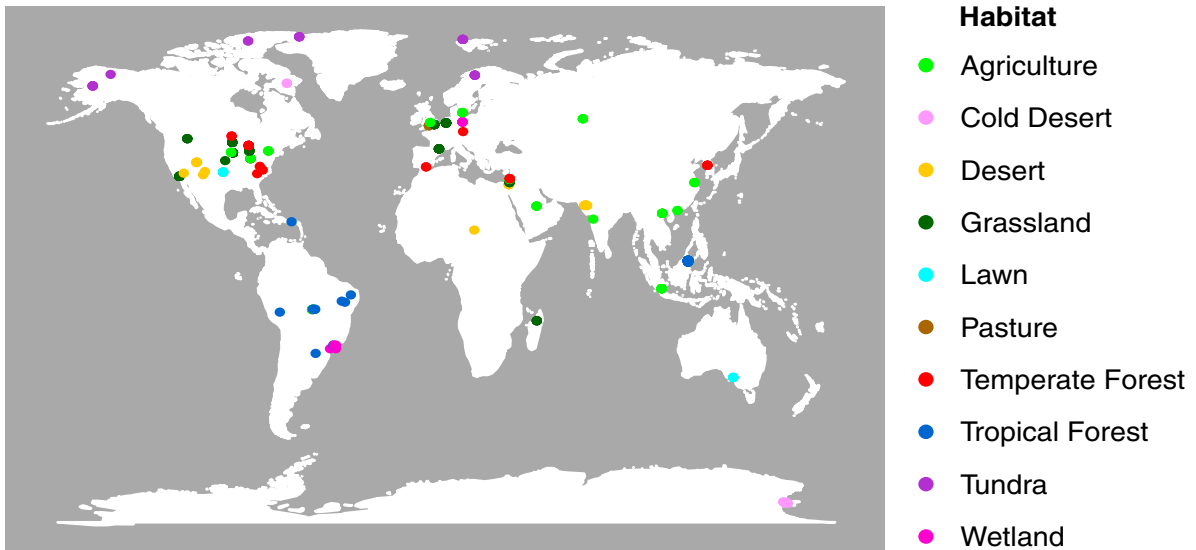 Habitat
Agriculture
Cold Desert
Desert
Grassland
Lawn
Pasture
Temperate Forest
Tropical Forest
Tundra
Wetland